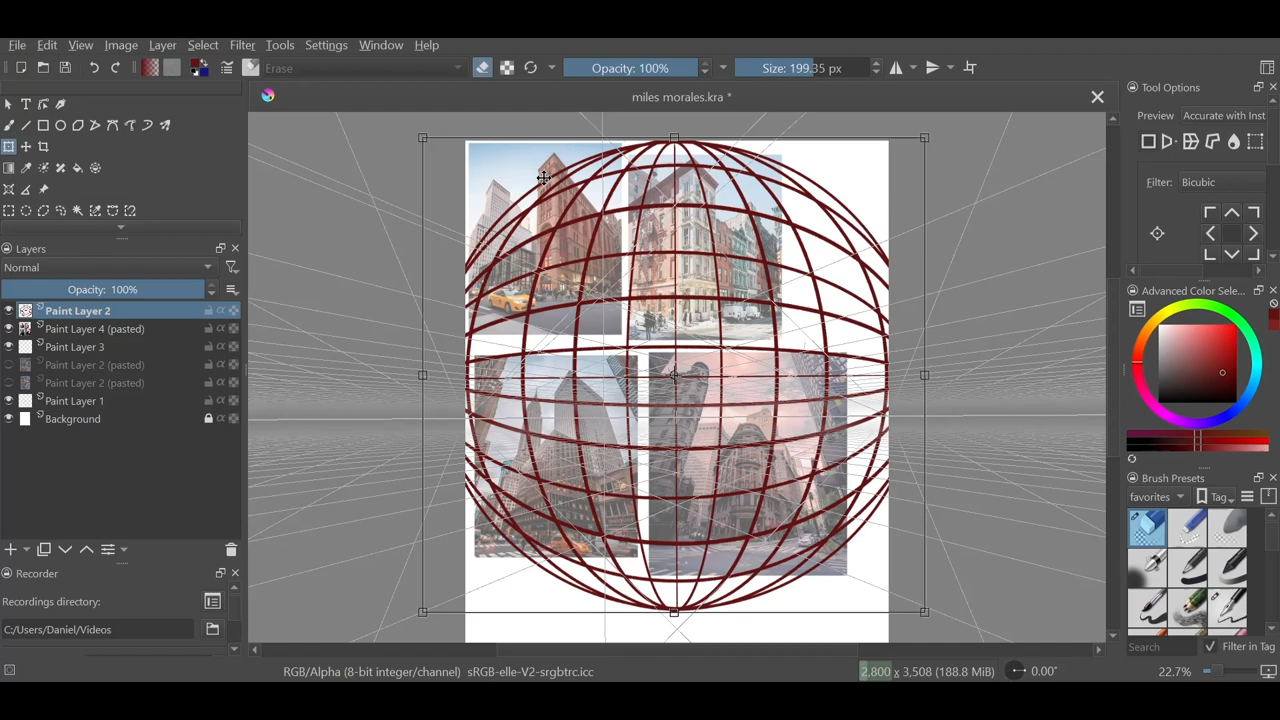 File Edit View Image Layer Select Filter Tools Settings Window Help
Erase Opacity: 100% Size: 199.35 px
miles morales.kra *
Tool Options
Preview Accurate with Inst
Filter: Bicubic
Layers
Normal
Opacity: 100%
Paint Layer 2
Paint Layer 4 (pasted)
Paint Layer 3
Paint Layer 2 (pasted)
Paint Layer 2 (pasted)
Paint Layer 1
Background
Advanced Color Sele...
Brush Presets
favorites Tag
Recorder
Recordings directory:
C:/Users/Daniel/Videos
Search Filter in Tag
RGB/Alpha (8-bit integer/channel) sRGB-elle-V2-srgbtrc.icc 2,800 x 3,508 (188.8 MiB) 0.00° 22.7%